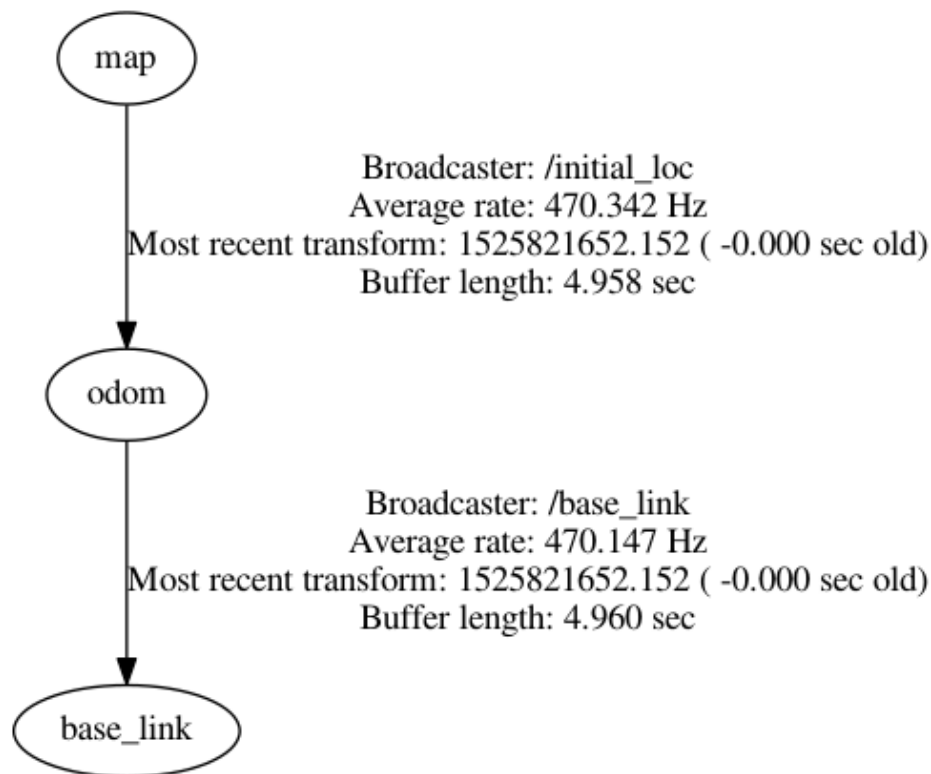 map
Broadcaster: /initial_loc
Average rate: 470.342 Hz
Most recent transform: 1525821652.152 ( -0.000 sec old)
Buffer length: 4.958 sec
odom
Broadcaster: /base_link
Average rate: 470.147 Hz
Most recent transform: 1525821652.152 ( -0.000 sec old)
Buffer length: 4.960 sec
base_link